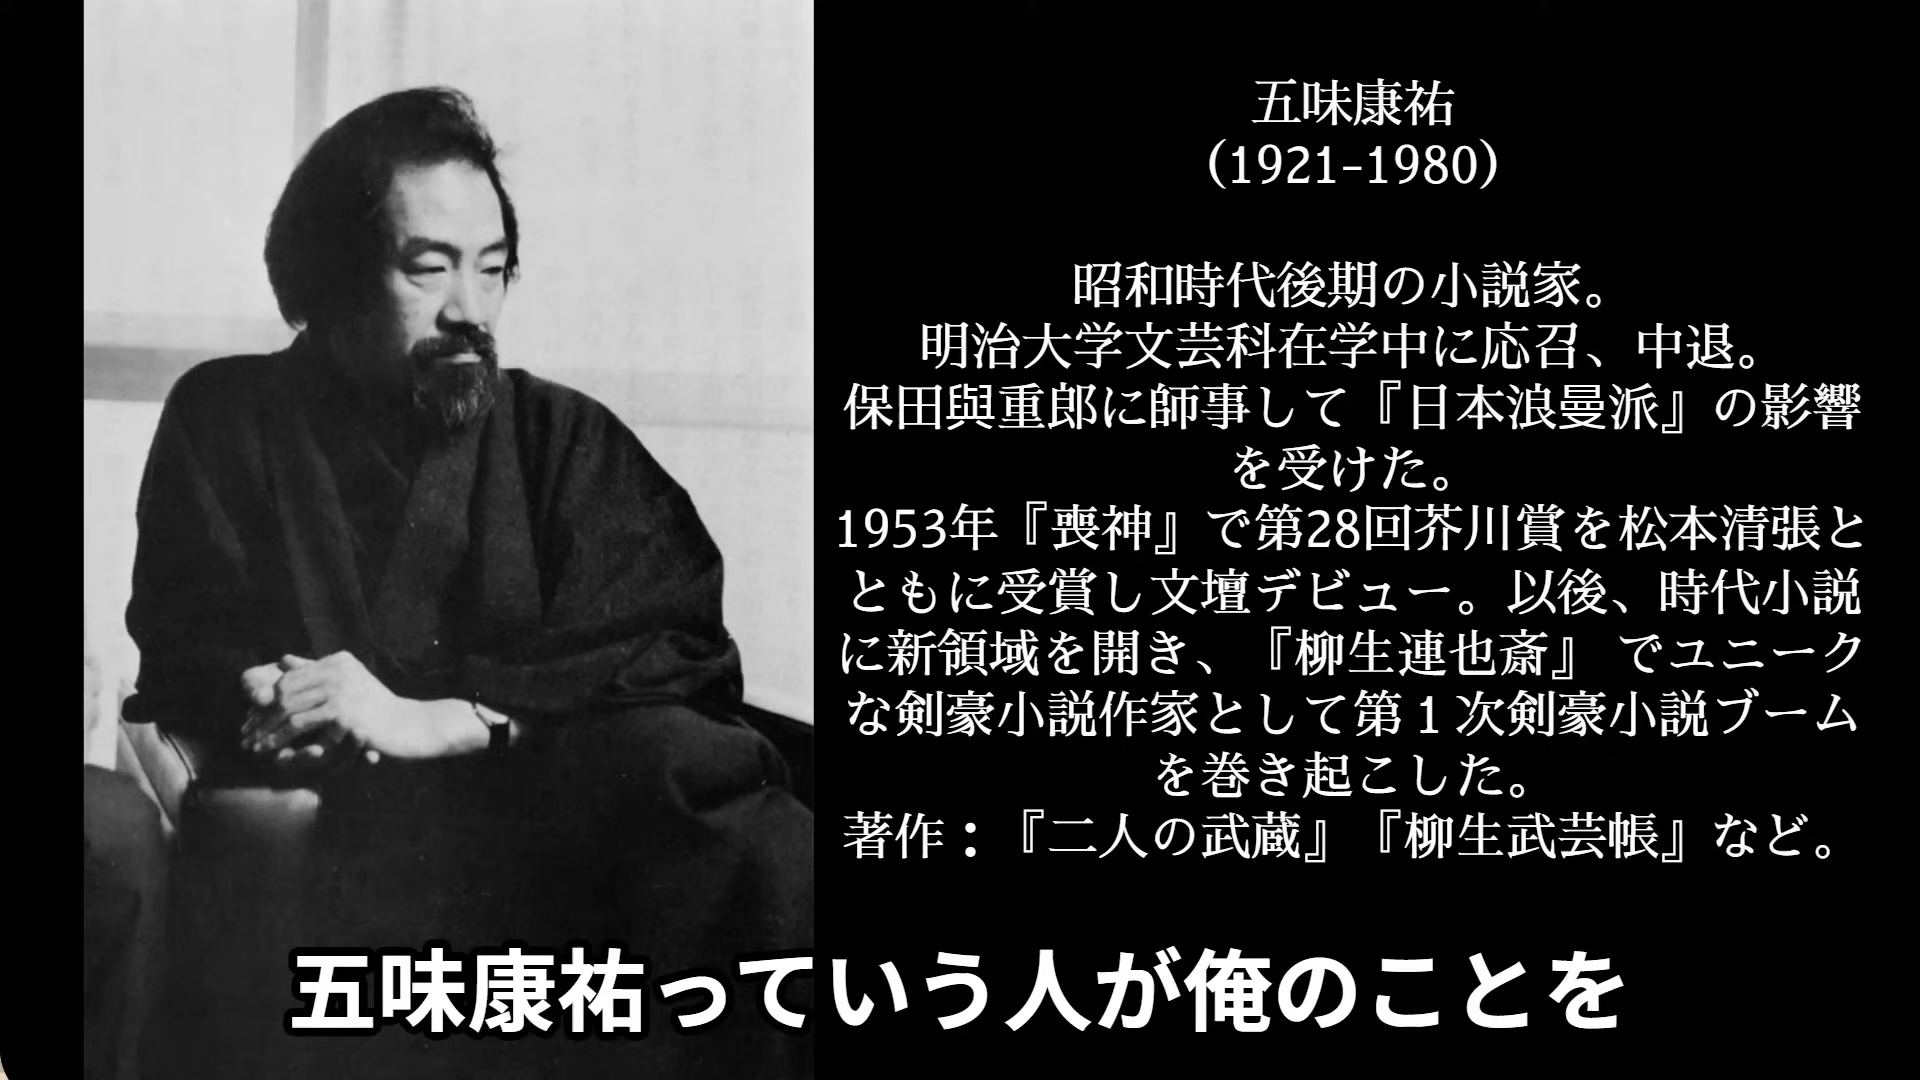 五味康祐
（1921-1980）
昭和時代後期の小説家。
明治大学文芸科在学中に応召、中退。
保田與重郎に師事して『日本浪曼派』の影響
を受けた。
1953年『喪神』で第28回芥川賞を松本清張と
ともに受賞し文壇デビュー。以後、時代小説
に新領域を開き、『柳生連也斎』 でユニーク
な剣豪小説作家として第１次剣豪小説ブーム
を巻き起こした。
著作：『二人の武蔵』『柳生武芸帳』など。
五味康祐っていう人が俺のことを